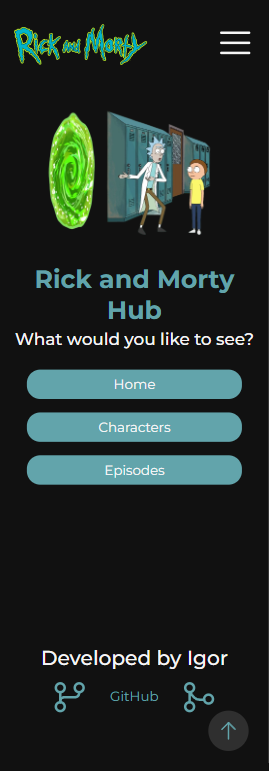 Rick and Morty
Rick and Morty
Hub
What would you like to see?
Home
Characters
Episodes
Developed by Igor
GitHub